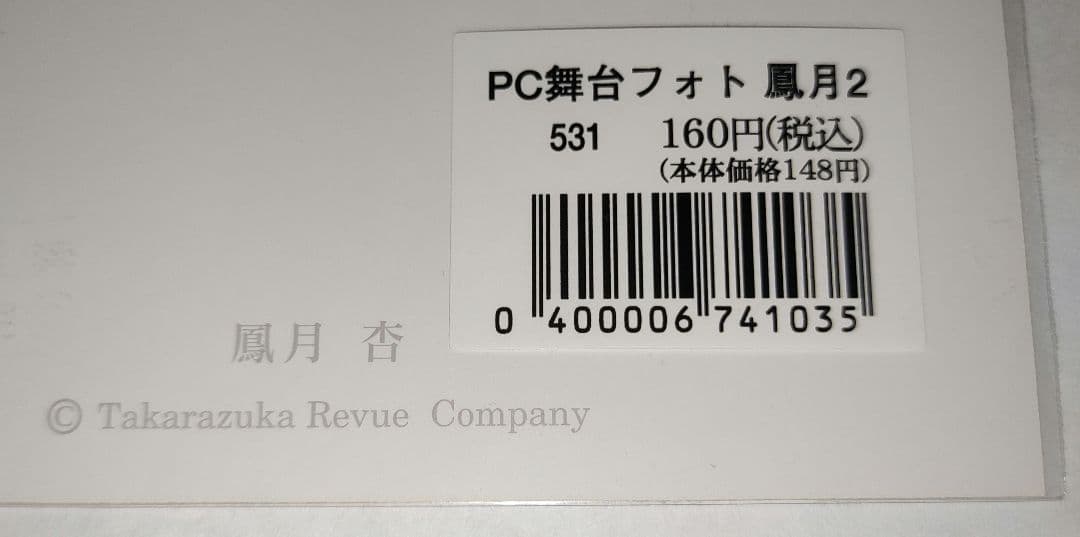 PC舞台フォト 鳳月2
531 160円(税込)
(本体価格148円)
0 400006 741035
鳳月 杏
© Takarazuka Revue Company